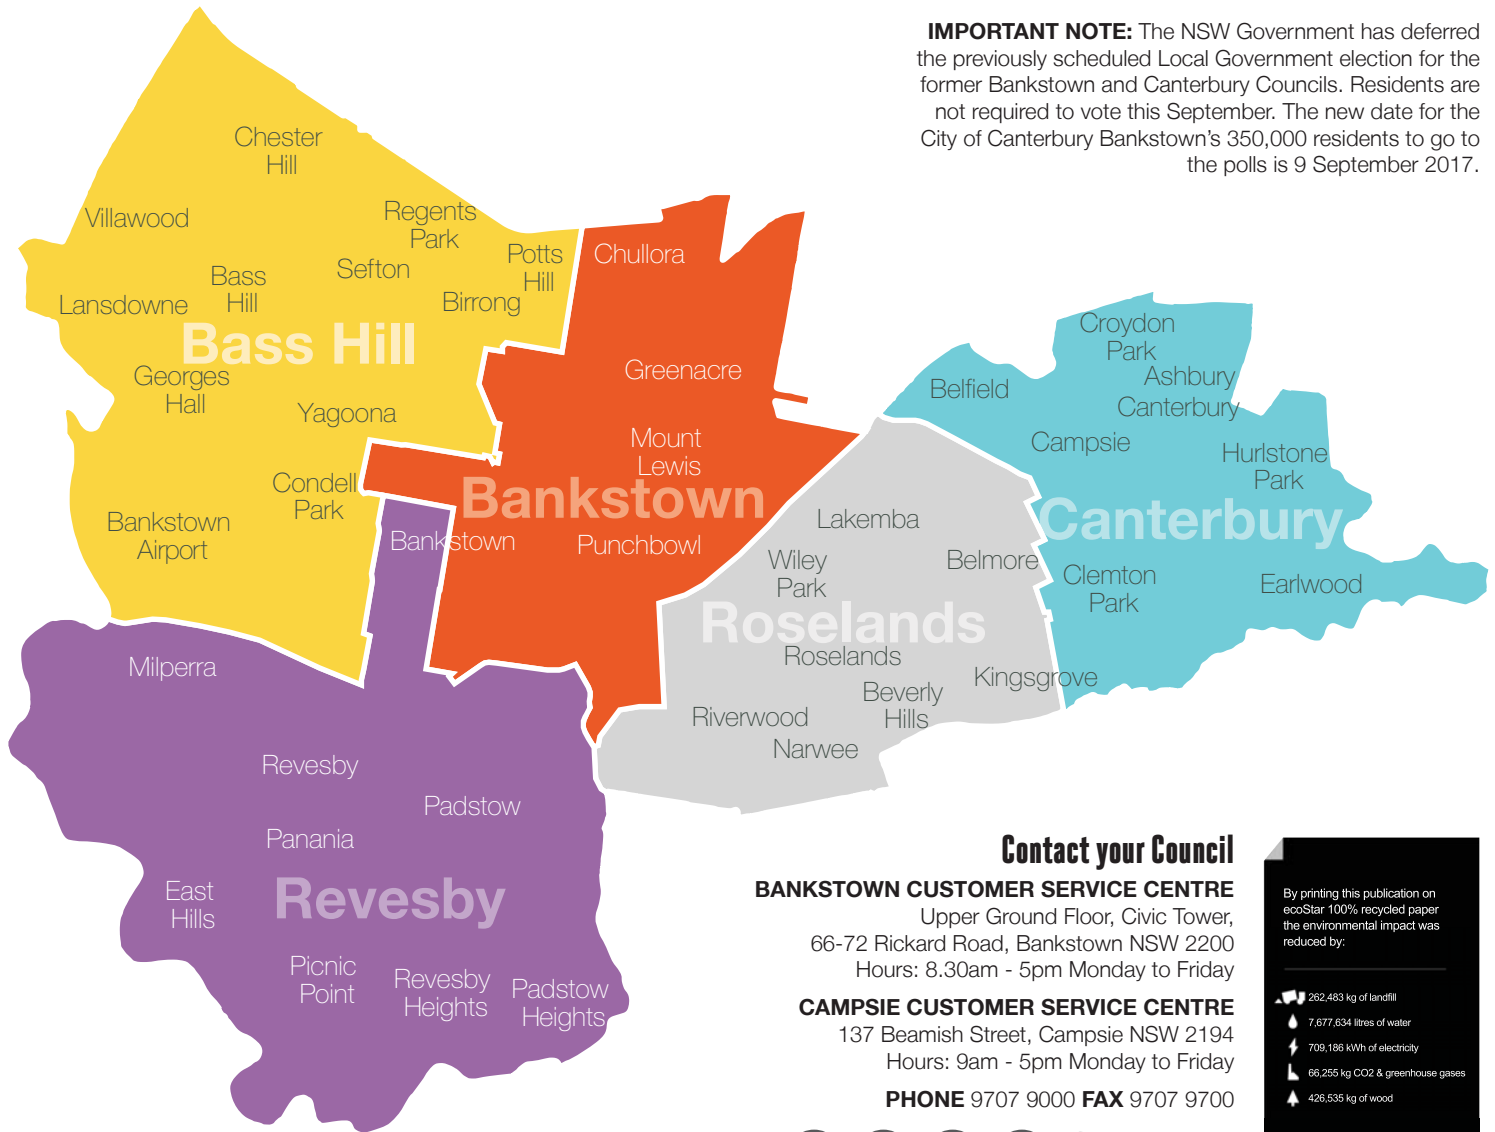 IMPORTANT NOTE: The NSW Government has deferred
the previously scheduled Local Government election for the
former Bankstown and Canterbury Councils. Residents are
not required to vote this September. The new date for the
City of Canterbury Bankstown's 350,000 residents to go to
the polls is 9 September 2017.
Chester
Hill
Villawood
Regents
Park
Potts
Hill
Sefton
Bass
Hill
Birrong
Lansdowne
Bass Hill
Georges
Hall
Yagoona
Condell
Park
Bankstown
Airport
Chullora
Greenacre
Mount
Lewis
Bankstown
Bankstown
Punchbowl
Croydon
Park
Ashbury
Belfield
Canterbury
Campsie
Hurlstone
Park
Canterbury
Clemton
Park
Earlwood
Lakemba
Wiley
Park
Belmore
Roselands
Roselands
Kingsgrove
Beverly
Hills
Riverwood
Narwee
Milperra
Revesby
Padstow
Panania
East
Hills
Revesby
Picnic
Point
Revesby
Heights
Padstow
Heights
Contact your Council
BANKSTOWN CUSTOMER SERVICE CENTRE
Upper Ground Floor, Civic Tower,
66-72 Rickard Road, Bankstown NSW 2200
Hours: 8.30am - 5pm Monday to Friday
CAMPSIE CUSTOMER SERVICE CENTRE
137 Beamish Street, Campsie NSW 2194
Hours: 9am - 5pm Monday to Friday
PHONE 9707 9000 FAX 9707 9700
By printing this publication on
ecoStar 100% recycled paper
the environmental impact was
reduced by:
262,483 kg of landfill
7,677,634 litres of water
709,186 kWh of electricity
66,255 kg CO2 & greenhouse gases
426,535 kg of wood